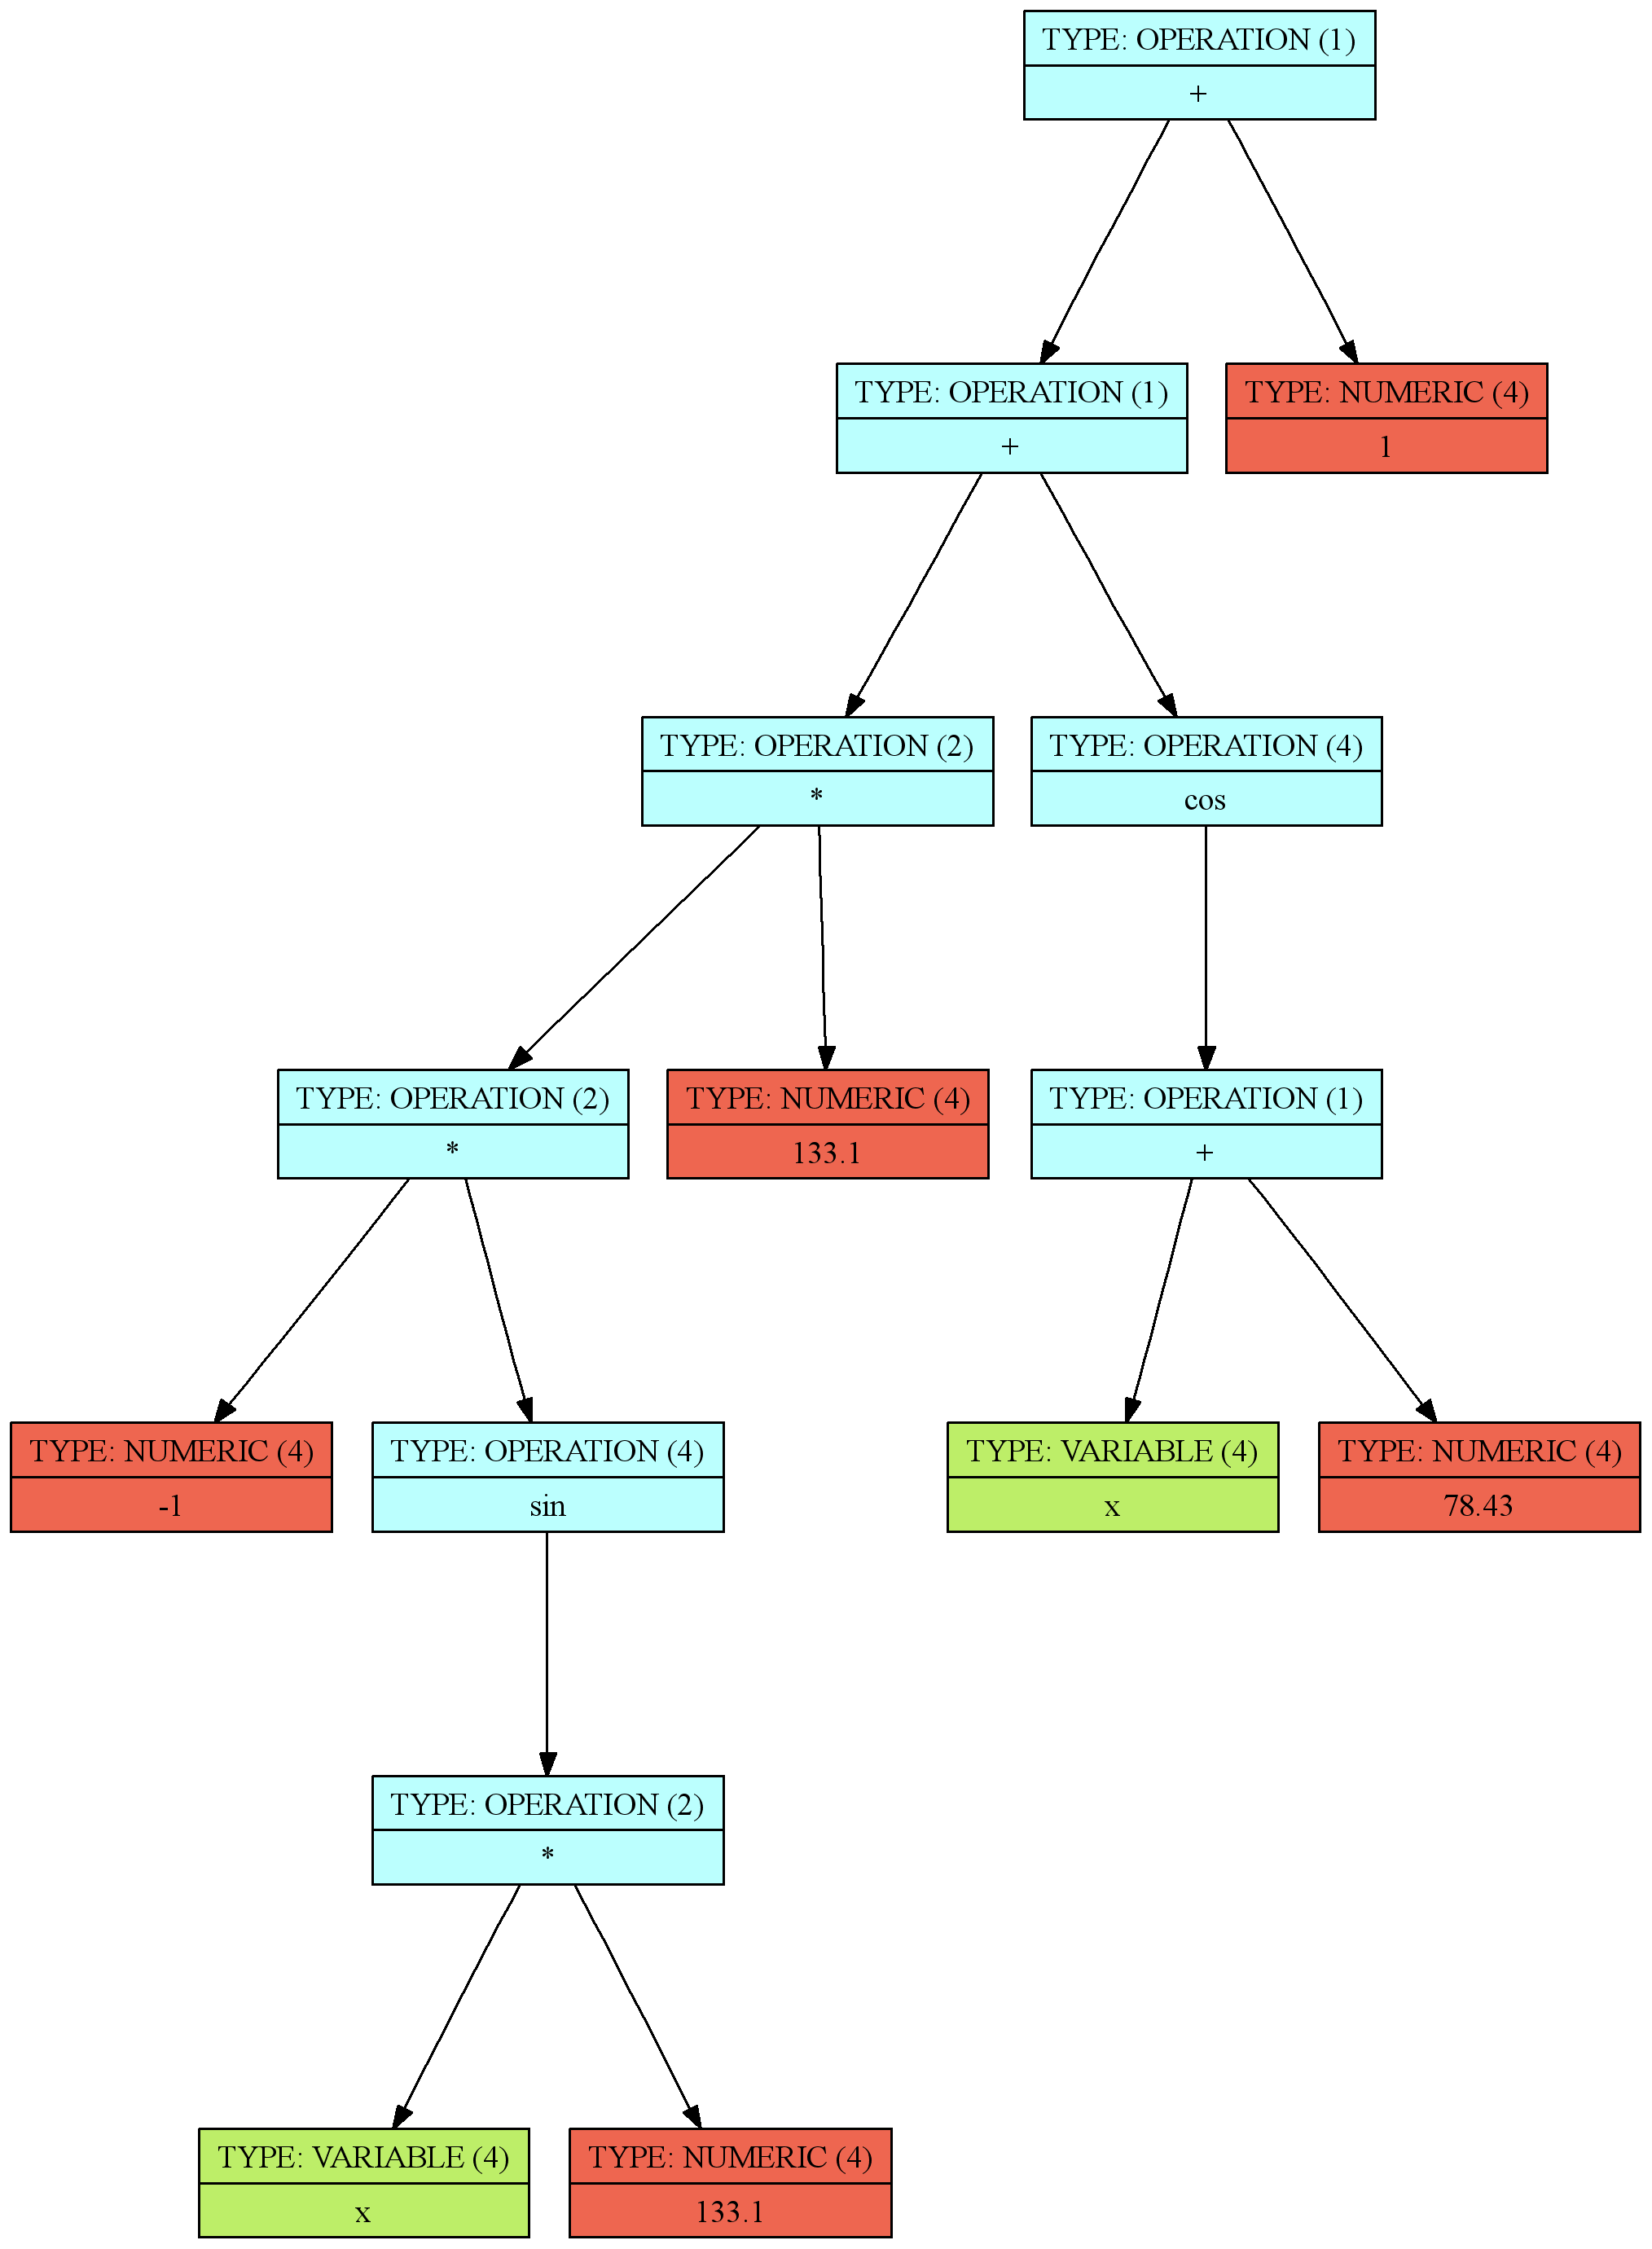 TYPE: OPERATION (1)
+
TYPE: OPERATION (1)
+
TYPE: NUMERIC (4)
1
TYPE: OPERATION (2)
*
TYPE: OPERATION (4)
cos
TYPE: OPERATION (2)
*
TYPE: NUMERIC (4)
133.1
TYPE: OPERATION (1)
+
TYPE: NUMERIC (4)
-1
TYPE: OPERATION (4)
sin
TYPE: VARIABLE (4)
x
TYPE: NUMERIC (4)
78.43
TYPE: OPERATION (2)
*
TYPE: VARIABLE (4)
x
TYPE: NUMERIC (4)
133.1